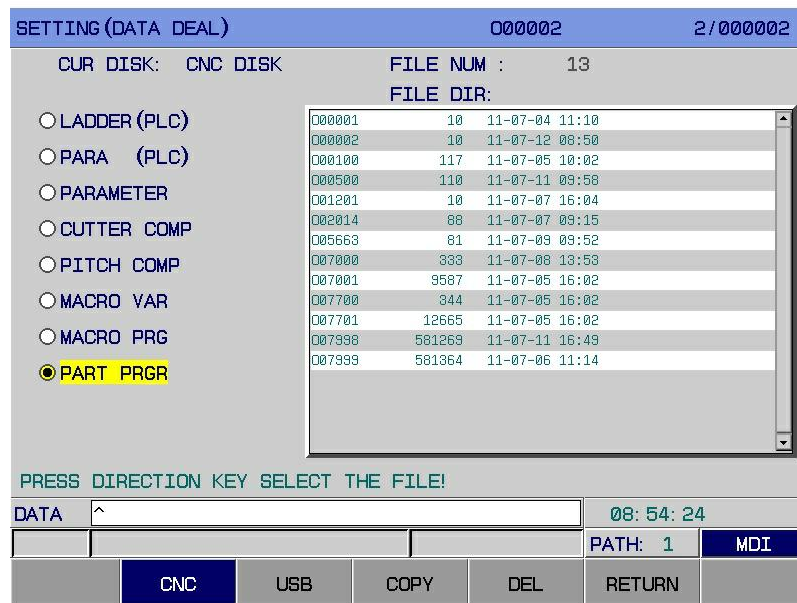 SETTING(DATA DEAL) O00002 2/000002
CUR DISK: CNC DISK FILE NUM : 13
FILE DIR:
LADDER(PLC)
PARA (PLC)
PARAMETER
CUTTER COMP
PITCH COMP
MACRO VAR
MACRO PRG
PART PRGR
O00001 10 11-07-04 11:10
O00002 10 11-07-12 08:50
O00100 117 11-07-05 10:02
O00500 110 11-07-11 09:58
O01201 10 11-07-07 16:04
O02014 88 11-07-07 09:15
O05663 81 11-07-09 09:52
O07000 333 11-07-08 13:53
O07001 9587 11-07-05 16:02
O07700 344 11-07-05 16:02
O07701 12665 11-07-05 16:02
O07998 581269 11-07-11 16:49
O07999 581364 11-07-06 11:14
PRESS DIRECTION KEY SELECT THE FILE!
DATA ^ 08:54:24
PATH: 1 MDI
CNC USB COPY DEL RETURN